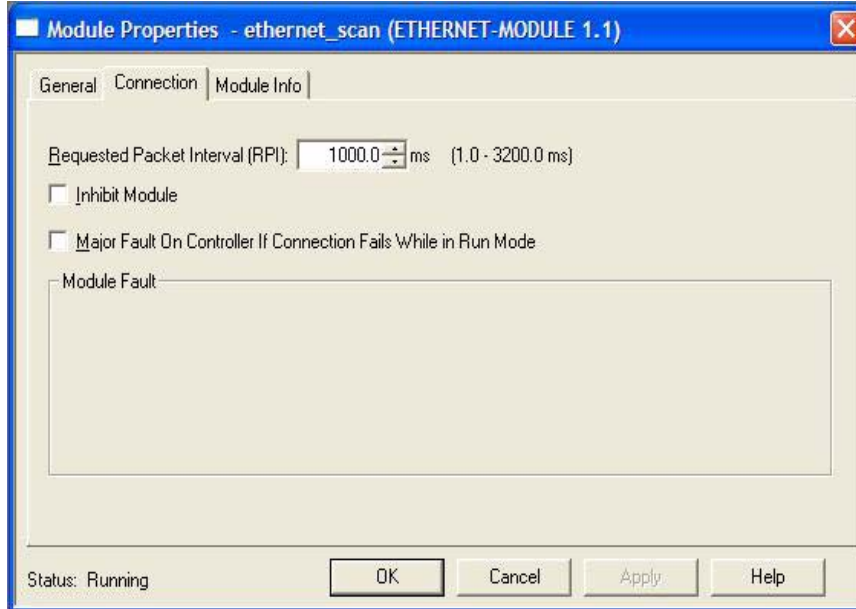 Module Properties - ethernet_scan (ETHERNET-MODULE 1.1)
General Connection Module Info
Requested Packet Interval (RPI): 1000.0 ms (1.0 - 3200.0 ms)
Inhibit Module
Major Fault On Controller If Connection Fails While in Run Mode
Module Fault
Status: Running OK Cancel Apply Help